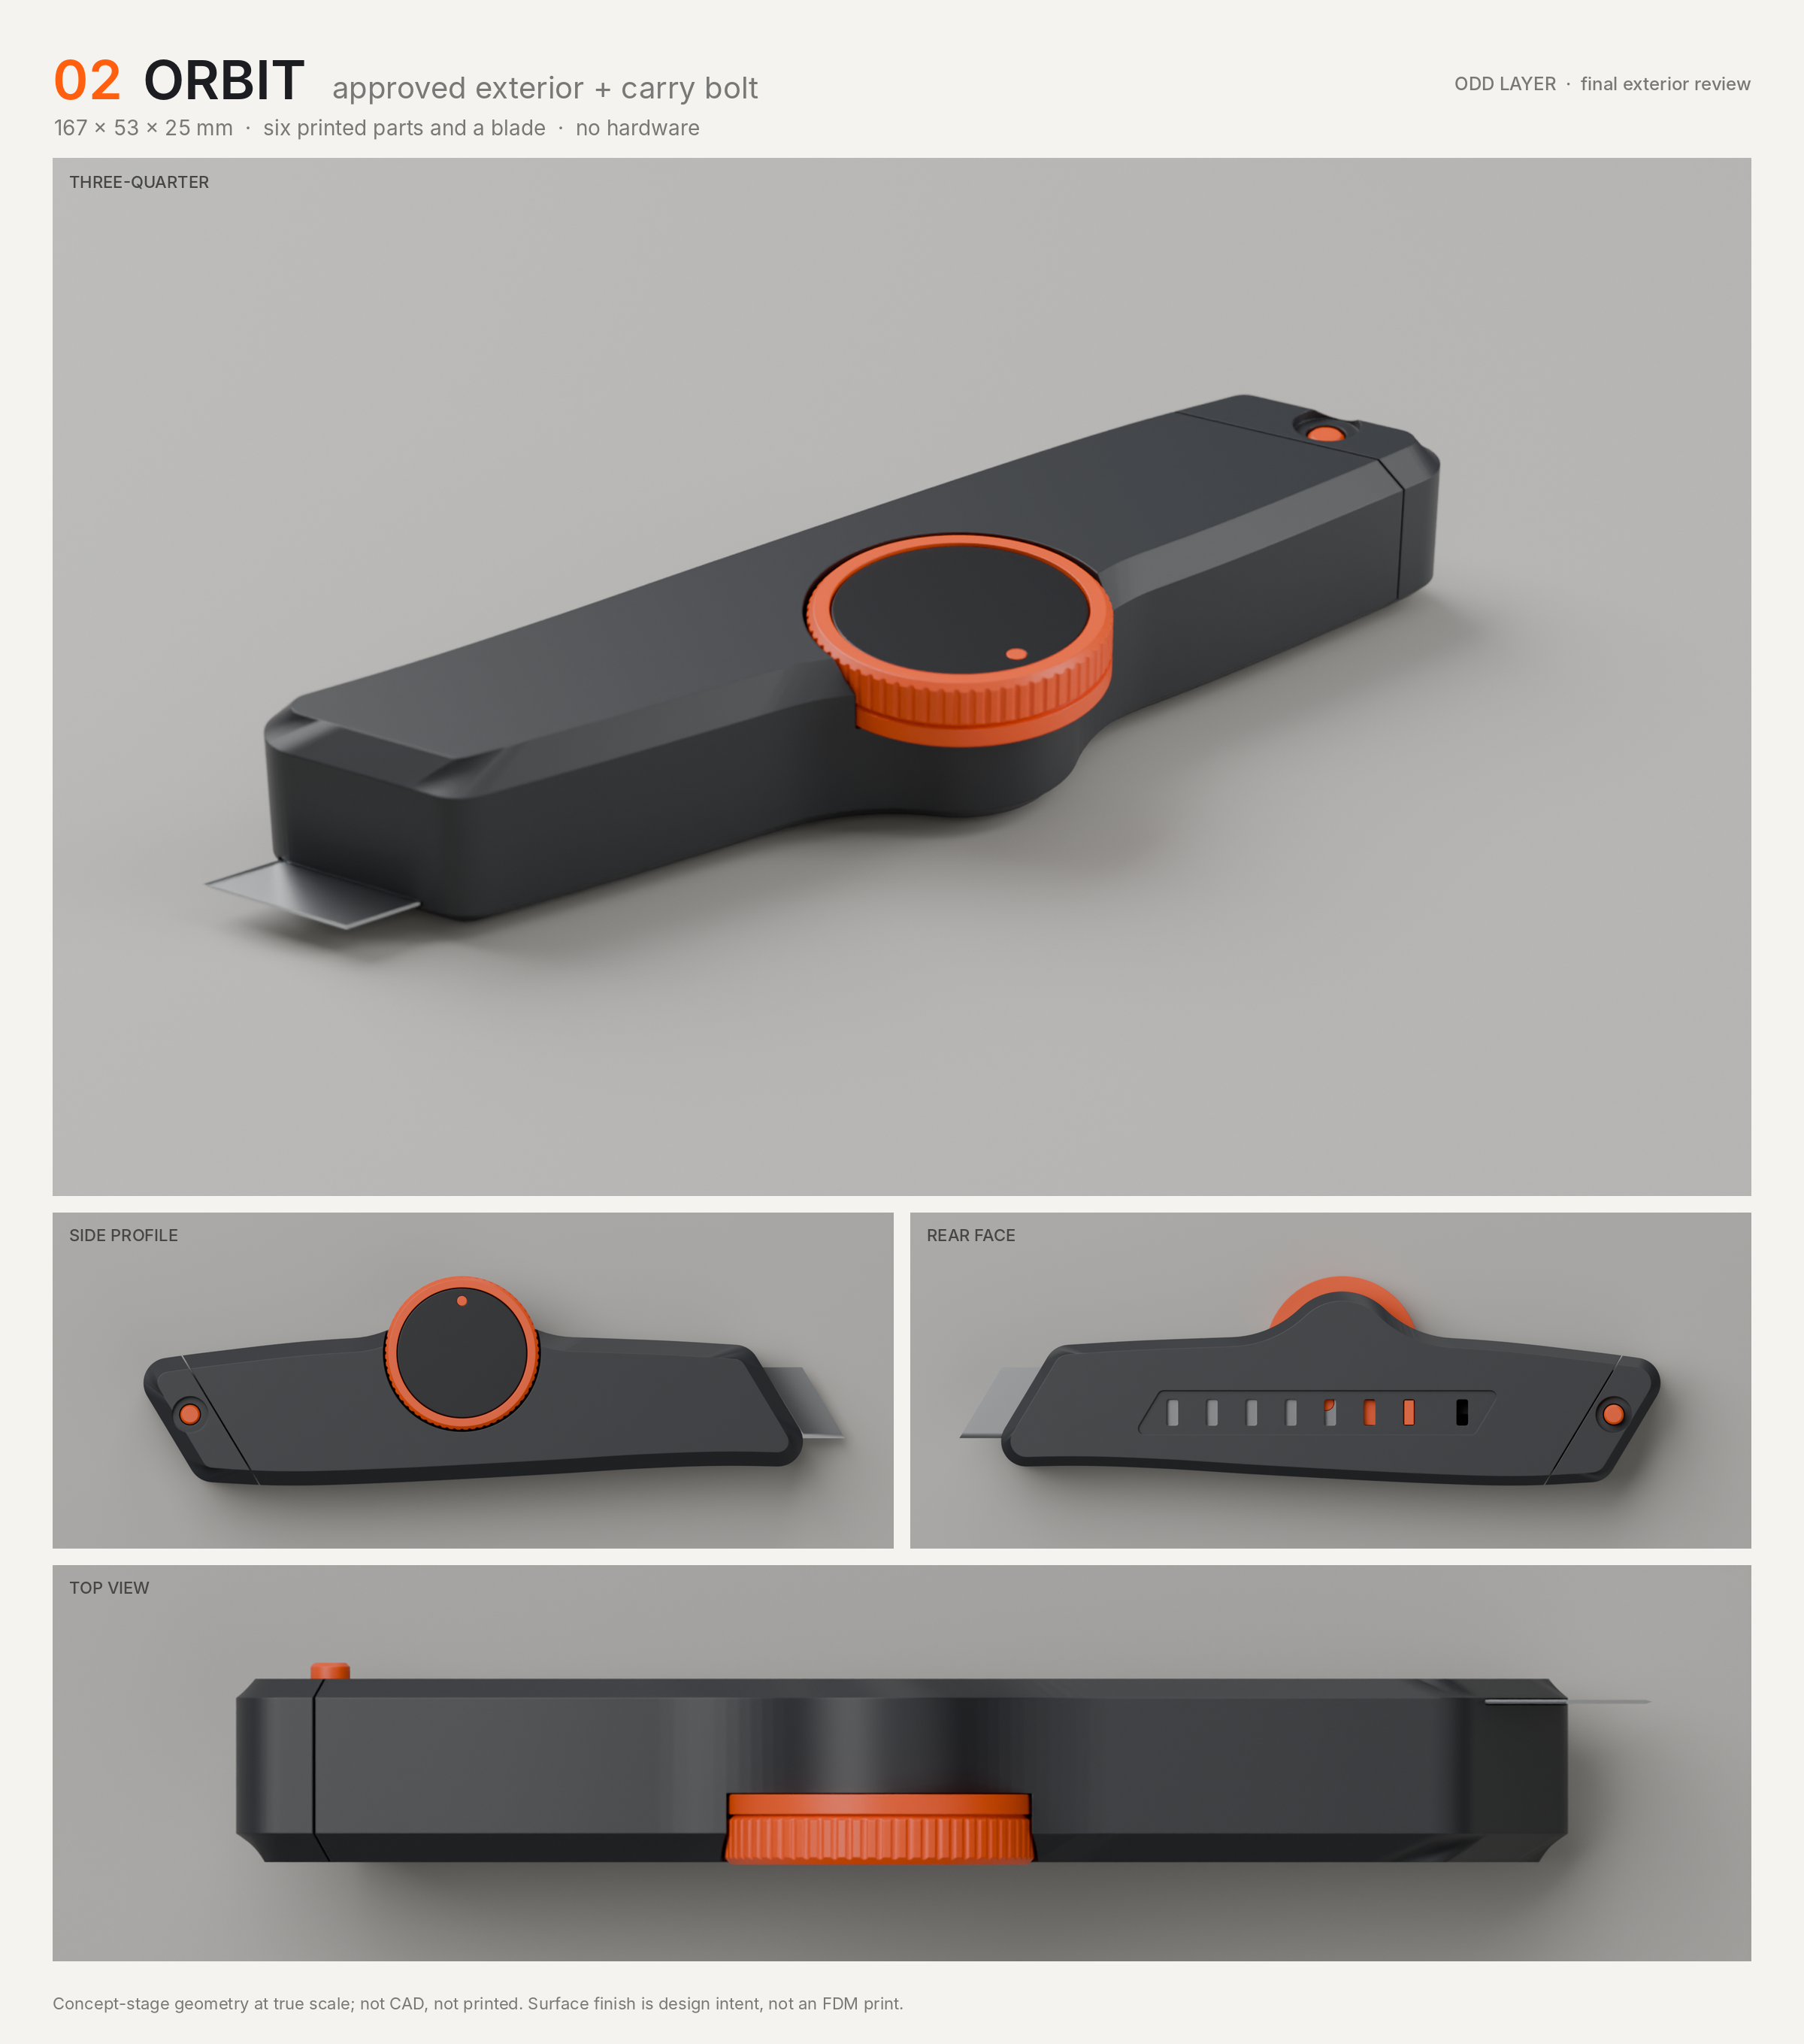 02 ORBIT approved exterior + carry bolt
ODD LAYER · final exterior review
167 × 53 × 25 mm · six printed parts and a blade · no hardware
THREE-QUARTER
SIDE PROFILE
REAR FACE
TOP VIEW
Concept-stage geometry at true scale; not CAD, not printed. Surface finish is design intent, not an FDM print.